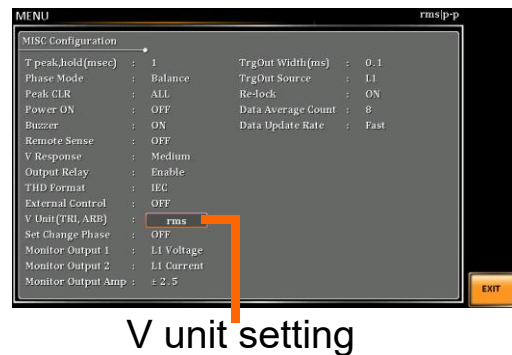 MENU rms|p-p
MISC Configuration
T peak,hold(msec) : 1 TrgOut Width(ms) : 0.1
Phase Mode : Balance TrgOut Source : L1
Peak CLR : ALL Re-lock : ON
Power ON : OFF Data Average Count : 8
Buzzer : ON Data Update Rate : Fast
Remote Sense : OFF
V Response : Medium
Output Relay : Enable
THD Format : IEC
External Control : OFF
V Unit(TRI, ARB) : rms
Set Change Phase : OFF
Monitor Output 1 : L1 Voltage
Monitor Output 2 : L1 Current
Monitor Output Amp : ± 2.5
EXIT
V unit setting